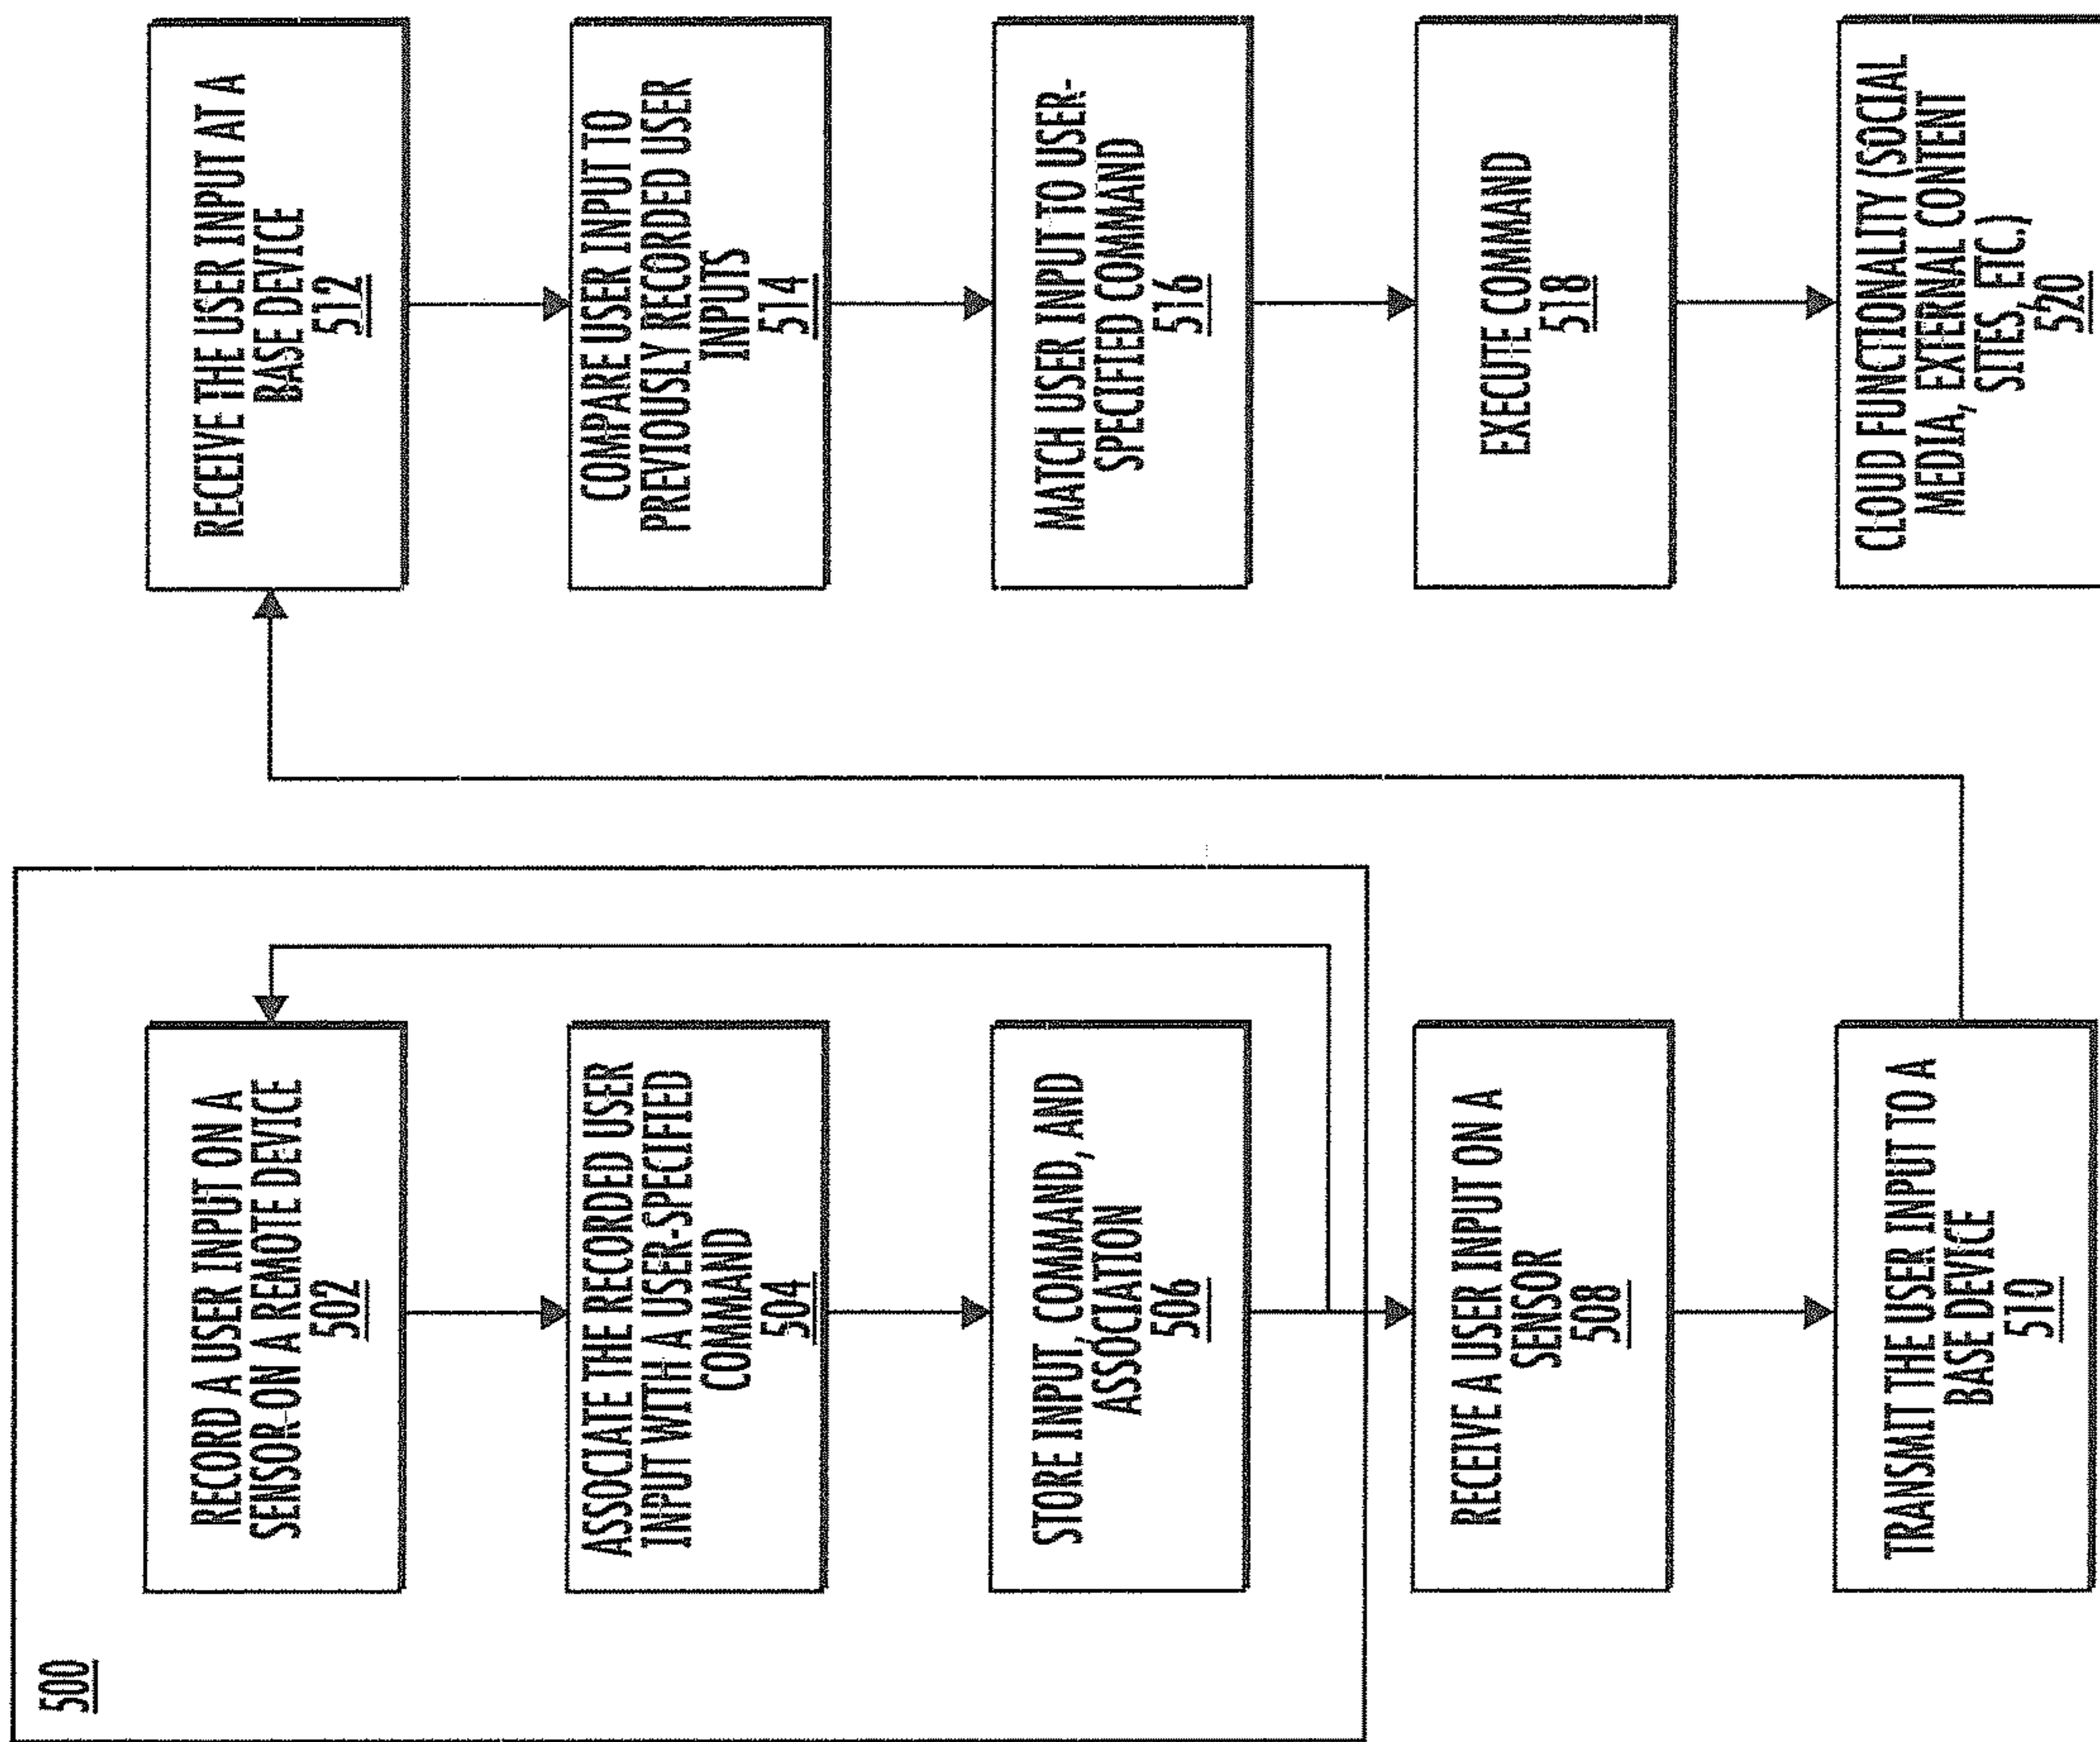 500
RECORD A USER INPUT ON A
SENSOR ON A REMOTE DEVICE
502
ASSOCIATE THE RECORDED USER
INPUT WITH A USER-SPECIFIED
COMMAND
504
STORE INPUT, COMMAND, AND
ASSOCIATION
506
RECEIVE A USER INPUT ON A
SENSOR
508
TRANSMIT THE USER INPUT TO A
BASE DEVICE
510
RECEIVE THE USER INPUT AT A
BASE DEVICE
512
COMPARE USER INPUT TO
PREVIOUSLY RECORDED USER
INPUTS
514
MATCH USER INPUT TO USER-
SPECIFIED COMMAND
516
EXECUTE COMMAND
518
CLOUD FUNCTIONALITY (SOCIAL
MEDIA, EXTERNAL CONTENT
SITES, ETC.)
520